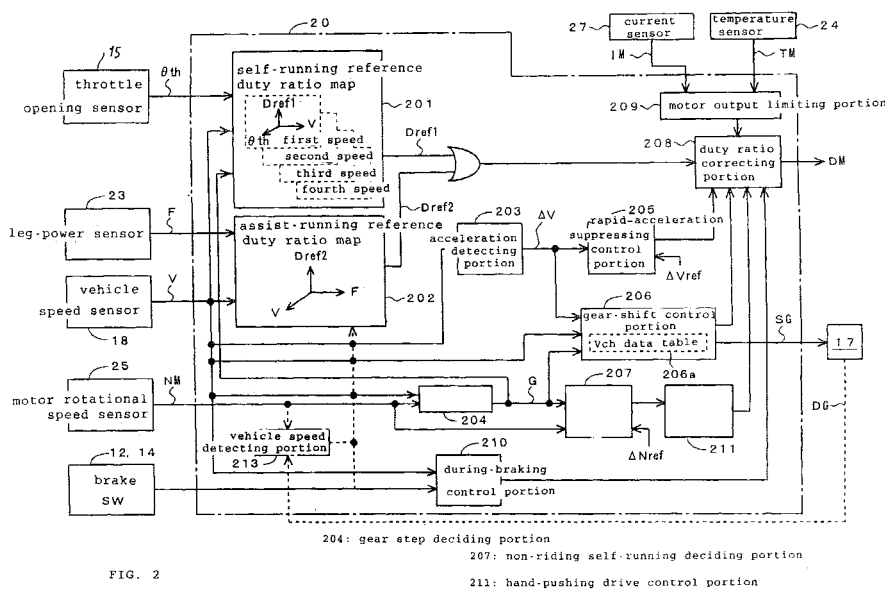 20
27
current
sensor
temperature
sensor
24
IM
TM
15
throttle
opening sensor
θth
self-running reference
duty ratio map
201
Dref1
V
θth
first speed
second speed
third speed
fourth speed
Dref1
209
motor output limiting portion
208
duty ratio
correcting
portion
DM
23
leg-power sensor
F
assist-running reference
duty ratio map
Dref2
F
V
202
Dref2
203
acceleration
detecting
portion
ΔV
205
rapid-acceleration
suppressing
control
portion
ΔVref
vehicle
speed sensor
18
V
206
gear-shift control
portion
Vch data table
206a
SG
17
DG
25
motor rotational
speed sensor
NM
204
G
207
ΔNref
211
vehicle speed
detecting portion
213
12, 14
brake
SW
210
during-braking
control portion
204: gear step deciding portion
207: non-riding self-running deciding portion
211: hand-pushing drive control portion
FIG. 2